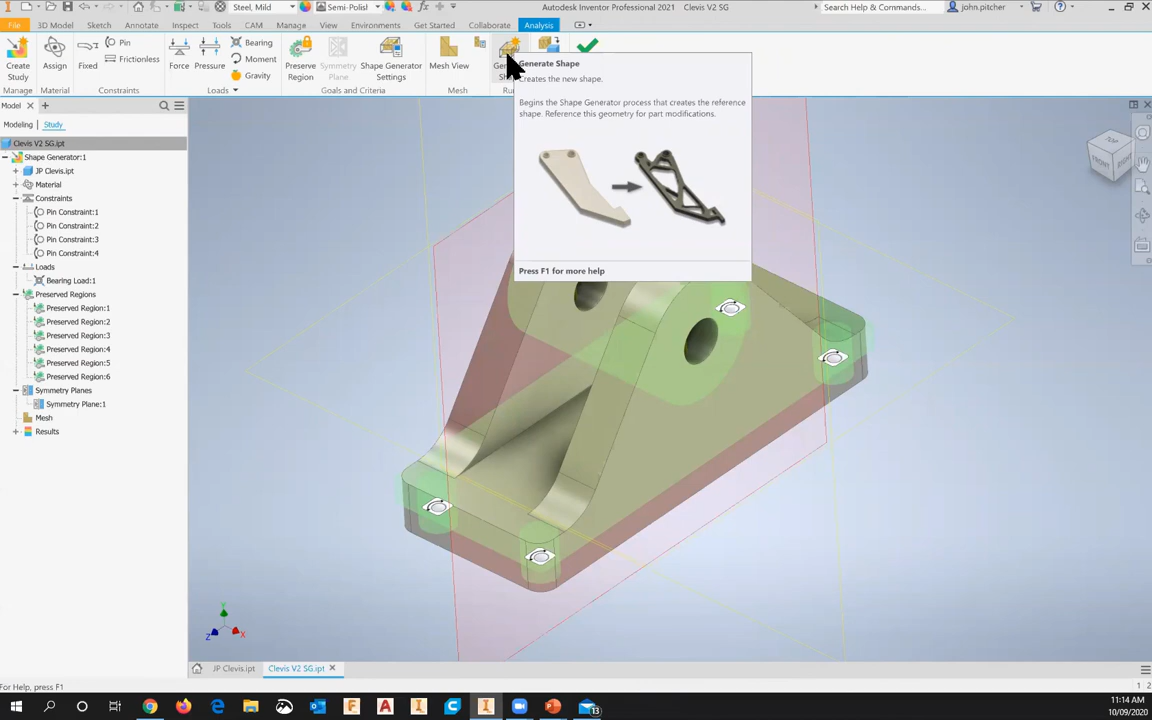 Steel, Mild
Semi-Polish
Autodesk Inventor Professional 2021   Clevis V2 SG
Search Help & Commands...
john.pitcher
File
3D Model
Sketch
Annotate
Inspect
Tools
CAM
Manage
View
Environments
Get Started
Collaborate
Analysis
Create Study
Assign
Fixed
Pin
Frictionless
Force
Pressure
Bearing
Moment
Gravity
Preserve Region
Symmetry Plane
Shape Generator Settings
Mesh View
Manage
Material
Constraints
Loads
Goals and Criteria
Mesh
Generate Shape
Creates the new shape.
Begins the Shape Generator process that creates the reference
shape. Reference this geometry for part modifications.
Press F1 for more help
Model
Modeling
Study
Clevis V2 SG.ipt
Shape Generator:1
JP Clevis.ipt
Material
Constraints
Pin Constraint:1
Pin Constraint:2
Pin Constraint:3
Pin Constraint:4
Loads
Bearing Load:1
Preserved Regions
Preserved Region:1
Preserved Region:2
Preserved Region:3
Preserved Region:4
Preserved Region:5
Preserved Region:6
Symmetry Planes
Symmetry Plane:1
Mesh
Results
TOP
FRONT
RIGHT
Y
Z
X
JP Clevis.ipt
Clevis V2 SG.ipt
For Help, press F1
1 2
13
11:14 AM
10/09/2020